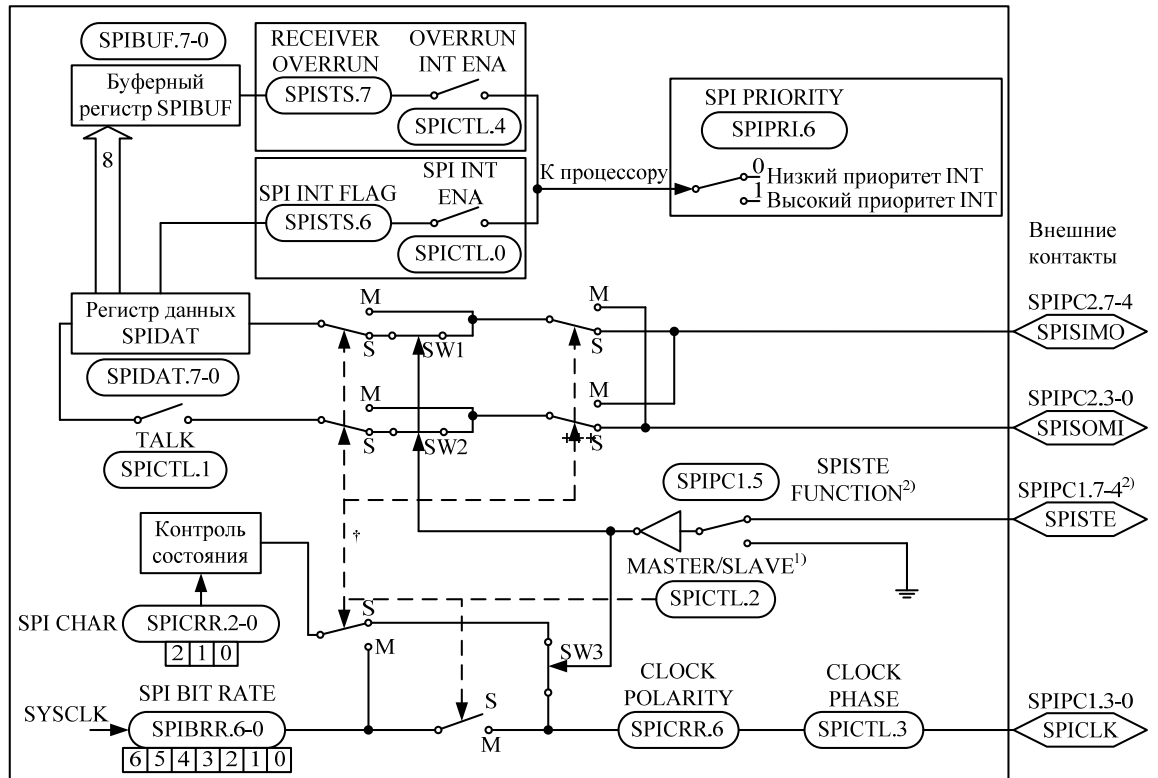 SPIBUF.7-0
Буферный
регистр SPIBUF
8
RECEIVER
OVERRUN
SPISTS.7
OVERRUN
INT ENA
SPICTL.4
SPI INT FLAG
SPISTS.6
SPI INT
ENA
SPICTL.0
К процессору
SPI PRIORITY
SPIPRI.6
0
Низкий приоритет INT
1
Высокий приоритет INT
Внешние
контакты
Регистр данных
SPIDAT
SPIDAT.7-0
M
S
SW1
M
S
SPIPC2.7-4
SPISIMO
TALK
SPICTL.1
M
S
SW2
M
S
SPIPC2.3-0
SPISOMI
SPIPC1.5
SPISTE
FUNCTION2)
SPIPC1.7-42)
SPISTE
†
MASTER/SLAVE1)
SPICTL.2
Контроль
состояния
SPI CHAR
SPICRR.2-0
2 1 0
S
M
SW3
SPI BIT RATE
SYSCLK
SPIBRR.6-0
6 5 4 3 2 1 0
S
M
CLOCK
POLARITY
SPICRR.6
CLOCK
PHASE
SPICTL.3
SPIPC1.3-0
SPICLK